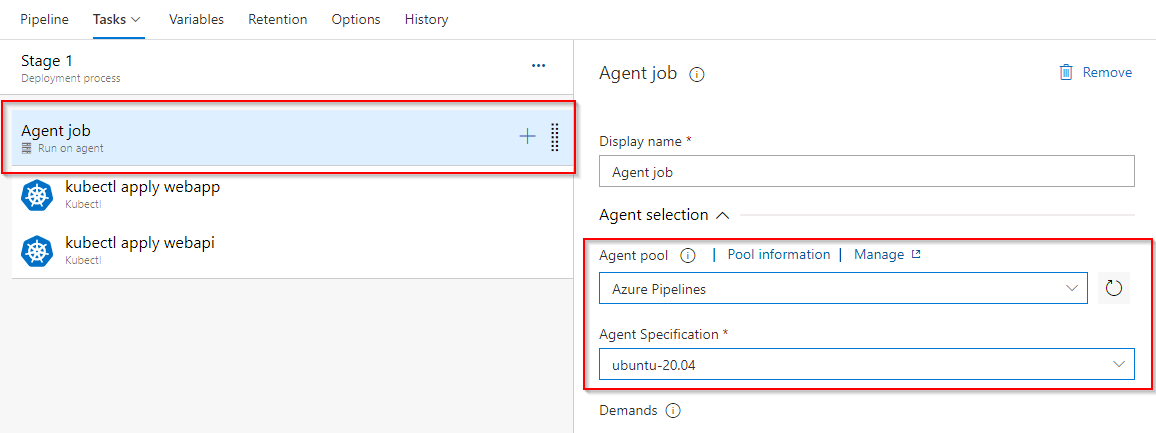 Pipeline Tasks Variables Retention Options History
Stage 1
Deployment process
Agent job
Run on agent
kubectl apply webapp
Kubectl
kubectl apply webapi
Kubectl
Agent job
Remove
Display name *
Agent job
Agent selection
Agent pool | Pool information | Manage
Azure Pipelines
Agent Specification *
ubuntu-20.04
Demands